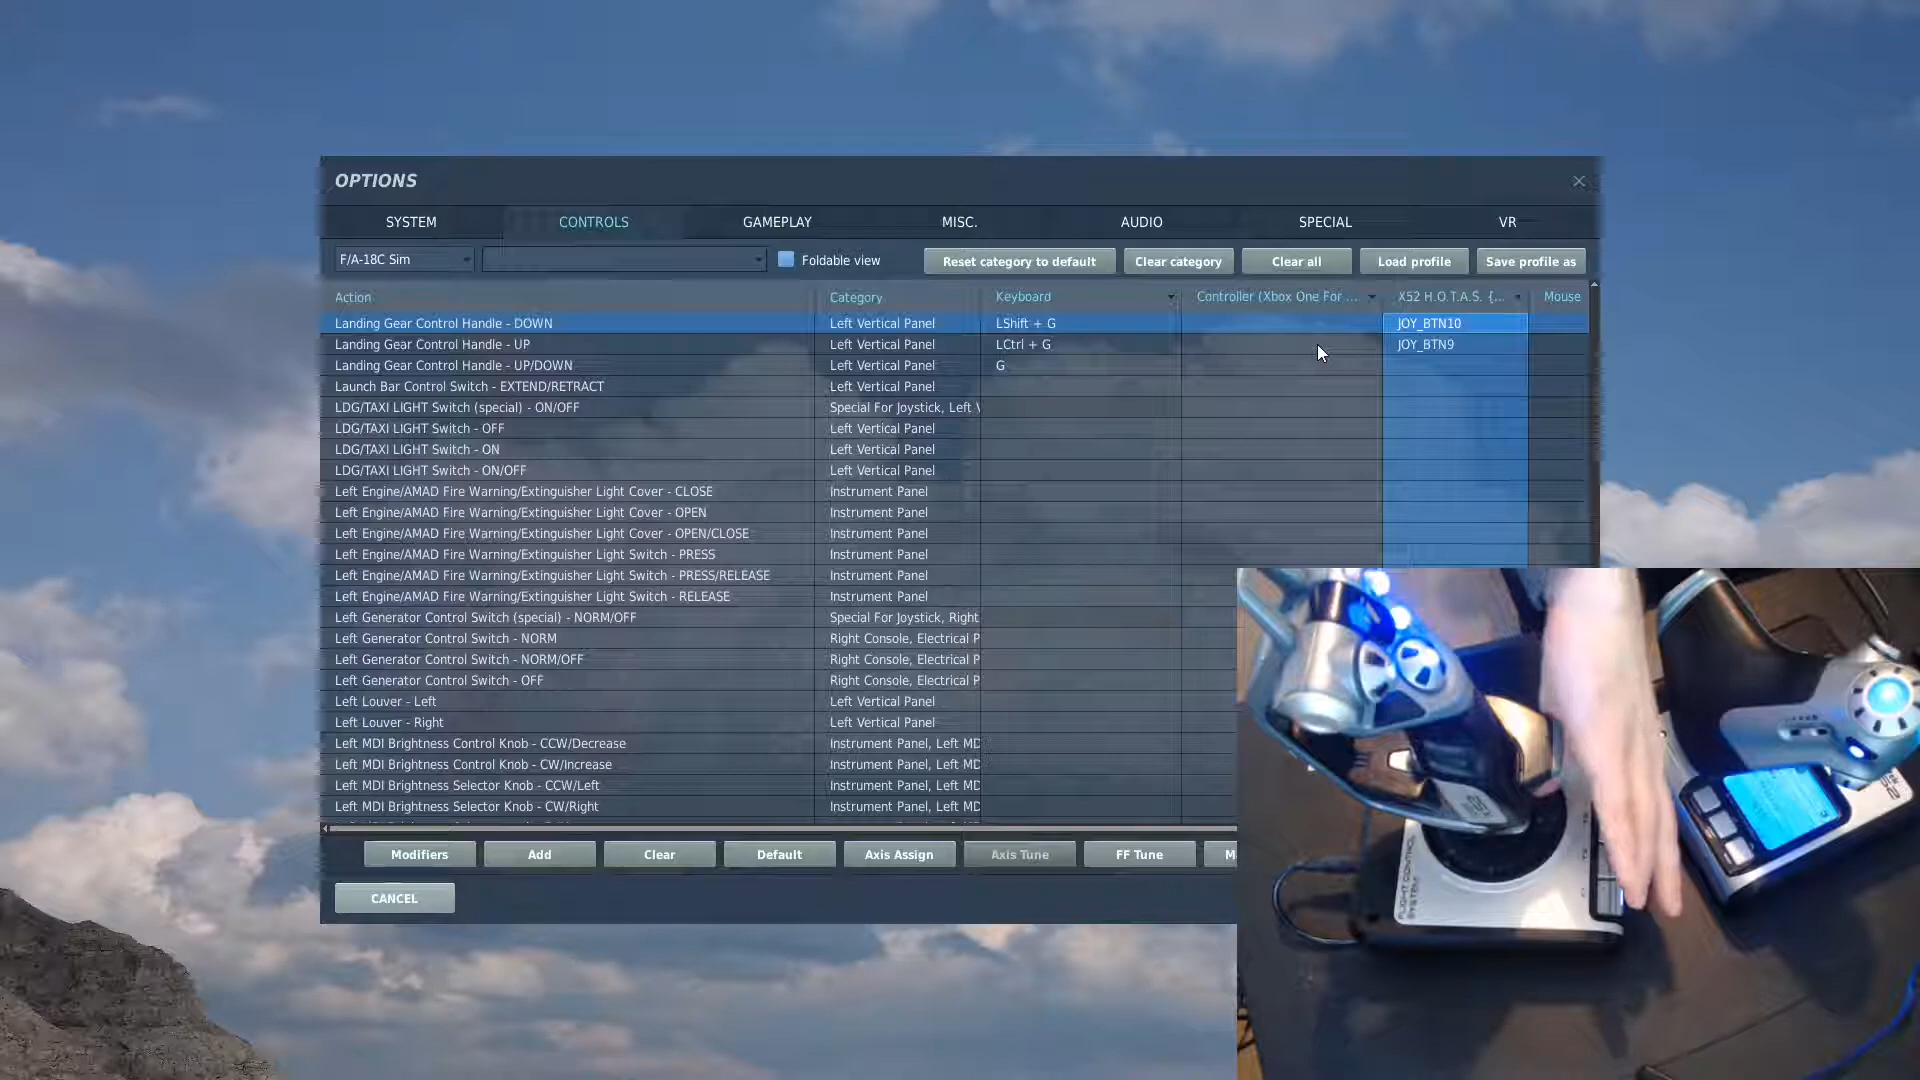 OPTIONS
SYSTEM CONTROLS GAMEPLAY MISC. AUDIO SPECIAL VR
F/A-18C Sim Foldable view Reset category to default Clear category Clear all Load profile Save profile as
Action Category Keyboard Controller (Xbox One For ... X52 H.O.T.A.S. {... Mouse
Landing Gear Control Handle - DOWN Left Vertical Panel LShift + G JOY_BTN10
Landing Gear Control Handle - UP Left Vertical Panel LCtrl + G JOY_BTN9
Landing Gear Control Handle - UP/DOWN Left Vertical Panel G
Launch Bar Control Switch - EXTEND/RETRACT Left Vertical Panel
LDG/TAXI LIGHT Switch (special) - ON/OFF Special For Joystick, Left
LDG/TAXI LIGHT Switch - OFF Left Vertical Panel
LDG/TAXI LIGHT Switch - ON Left Vertical Panel
LDG/TAXI LIGHT Switch - ON/OFF Left Vertical Panel
Left Engine/AMAD Fire Warning/Extinguisher Light Cover - CLOSE Instrument Panel
Left Engine/AMAD Fire Warning/Extinguisher Light Cover - OPEN Instrument Panel
Left Engine/AMAD Fire Warning/Extinguisher Light Cover - OPEN/CLOSE Instrument Panel
Left Engine/AMAD Fire Warning/Extinguisher Light Switch - PRESS Instrument Panel
Left Engine/AMAD Fire Warning/Extinguisher Light Switch - PRESS/RELEASE Instrument Panel
Left Engine/AMAD Fire Warning/Extinguisher Light Switch - RELEASE Instrument Panel
Left Generator Control Switch (special) - NORM/OFF Special For Joystick, Right
Left Generator Control Switch - NORM Right Console, Electrical P
Left Generator Control Switch - NORM/OFF Right Console, Electrical P
Left Generator Control Switch - OFF Right Console, Electrical P
Left Louver - Left Left Vertical Panel
Left Louver - Right Left Vertical Panel
Left MDI Brightness Control Knob - CCW/Decrease Instrument Panel, Left MD
Left MDI Brightness Control Knob - CW/Increase Instrument Panel, Left MD
Left MDI Brightness Selector Knob - CCW/Left Instrument Panel, Left MD
Left MDI Brightness Selector Knob - CW/Right Instrument Panel, Left MD
Modifiers Add Clear Default Axis Assign Axis Tune FF Tune M
CANCEL
FLIGHT CONTROL
SYSTEM